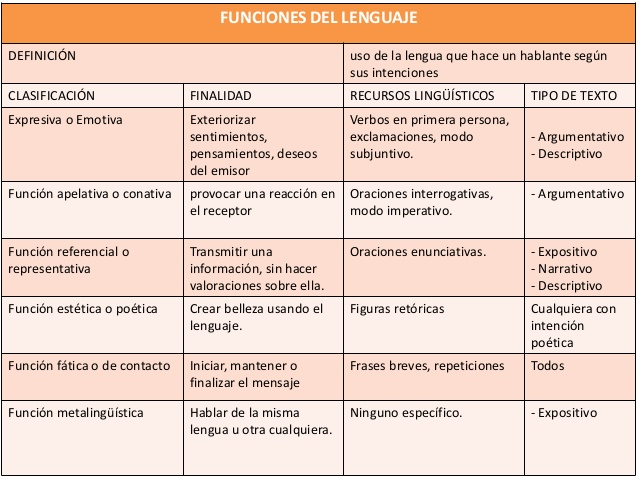 FUNCIONES DEL LENGUAJE
DEFINICIÓN
uso de la lengua que hace un hablante según
sus intenciones
CLASIFICACIÓN
FINALIDAD
RECURSOS LINGÜÍSTICOS
TIPO DE TEXTO
Expresiva o Emotiva
Exteriorizar
sentimientos,
pensamientos, deseos
del emisor
Verbos en primera persona,
exclamaciones, modo
subjuntivo.
- Argumentativo
- Descriptivo
Función apelativa o conativa
provocar una reacción en
el receptor
Oraciones interrogativas,
modo imperativo.
- Argumentativo
Función referencial o
representativa
Transmitir una
información, sin hacer
valoraciones sobre ella.
Oraciones enunciativas.
- Expositivo
- Narrativo
- Descriptivo
Función estética o poética
Crear belleza usando el
lenguaje.
Figuras retóricas
Cualquiera con
intención
poética
Función fática o de contacto
Iniciar, mantener o
finalizar el mensaje
Frases breves, repeticiones
Todos
Función metalingüística
Hablar de la misma
lengua u otra cualquiera.
Ninguno específico.
- Expositivo